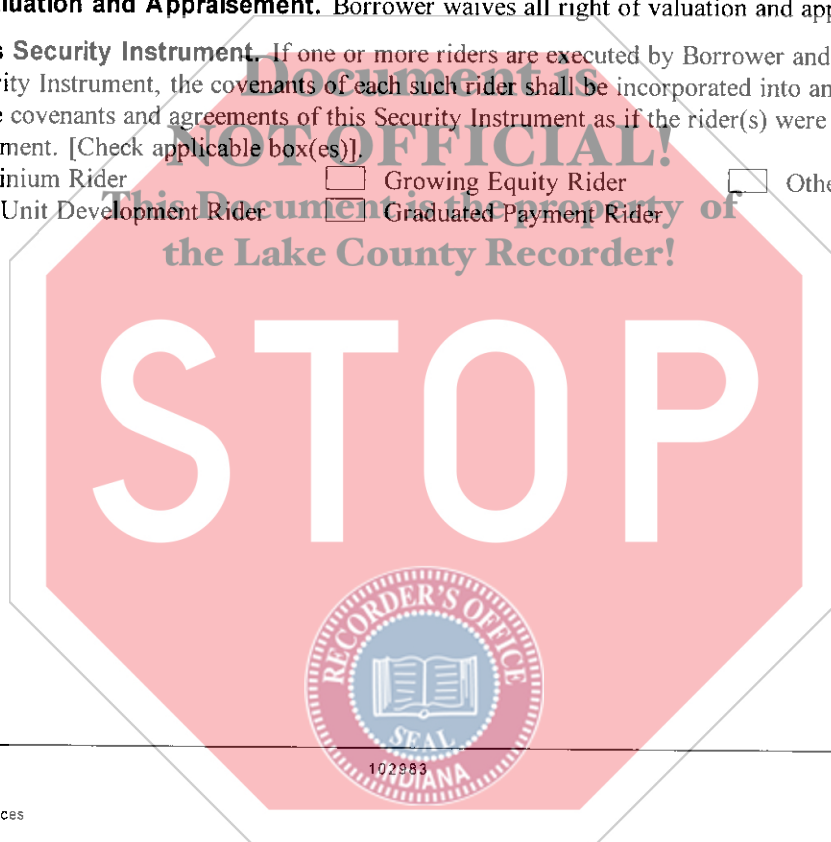 luation and Appraisement. Borrower waives all right of valuation and app
s Security Instrument. If one or more riders are executed by Borrower and
rity Instrument, the covenants of each such rider shall be incorporated into an
e covenants and agreements of this Security Instrument as if the rider(s) were
ment. [Check applicable box(es)].
inium Rider Growing Equity Rider Othe
Unit Development Rider Graduated Payment Rider
Document is
NOT OFFICIAL!
This Document is the property of
the Lake County Recorder!
STOP
RECORDER'S OFFICE
SEAL
INDIANA
102983
ces